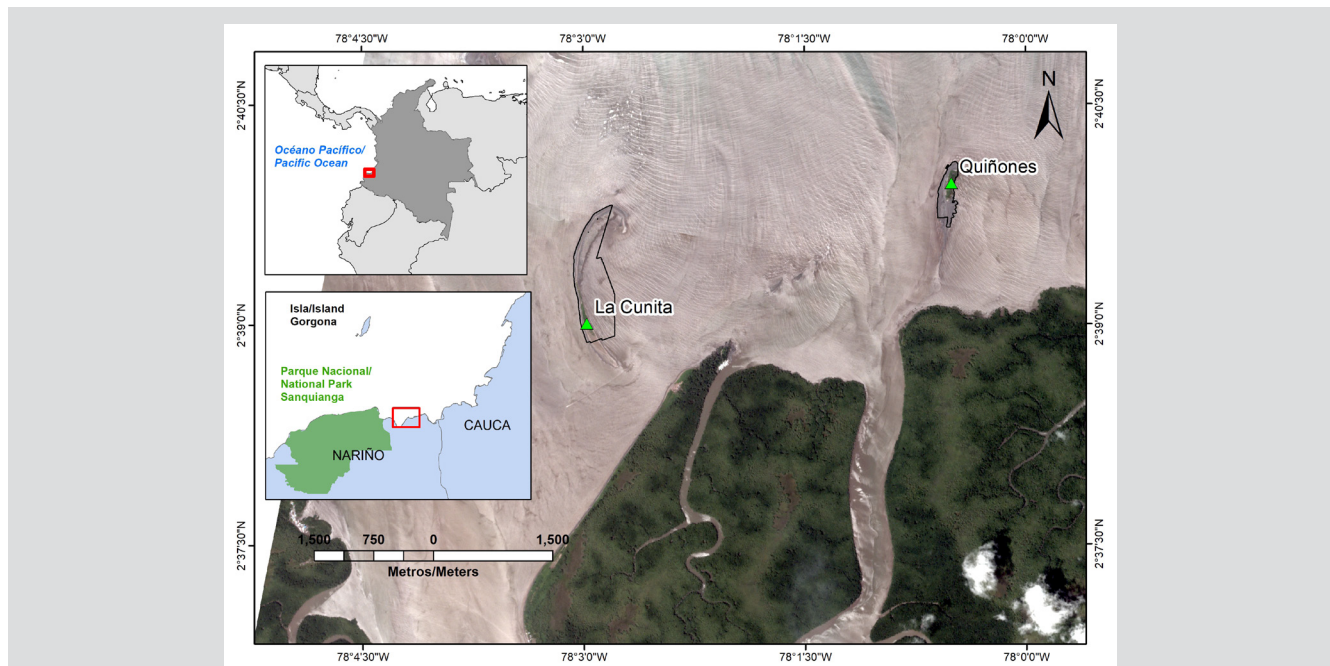 78°4'30"W 78°3'0"W 78°1'30"W 78°0'0"W
2°40'30"N
2°40'30"N
N
Océano Pacífico/
Pacific Ocean
Quiñones
La Cunita
2°39'0"N
2°39'0"N
Isla/Island
Gorgona
Parque Nacional/
National Park
Sanquianga
CAUCA
NARIÑO
1,500 750 0 1,500
Metros/Meters
2°37'30"N
2°37'30"N
78°4'30"W 78°3'0"W 78°1'30"W 78°0'0"W